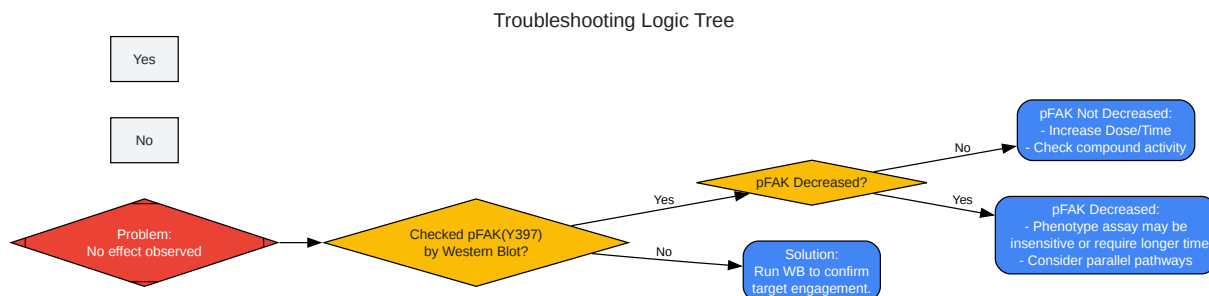 Troubleshooting Logic Tree
Yes
No
Problem:
No effect observed
Checked pFAK(Y397)
by Western Blot?
Yes
No
pFAK Decreased?
Solution:
Run WB to confirm
target engagement.
No
Yes
pFAK Not Decreased:
- Increase Dose/Time
- Check compound activity
pFAK Decreased:
- Phenotype assay may be
insensitive or require longer time
- Consider parallel pathways